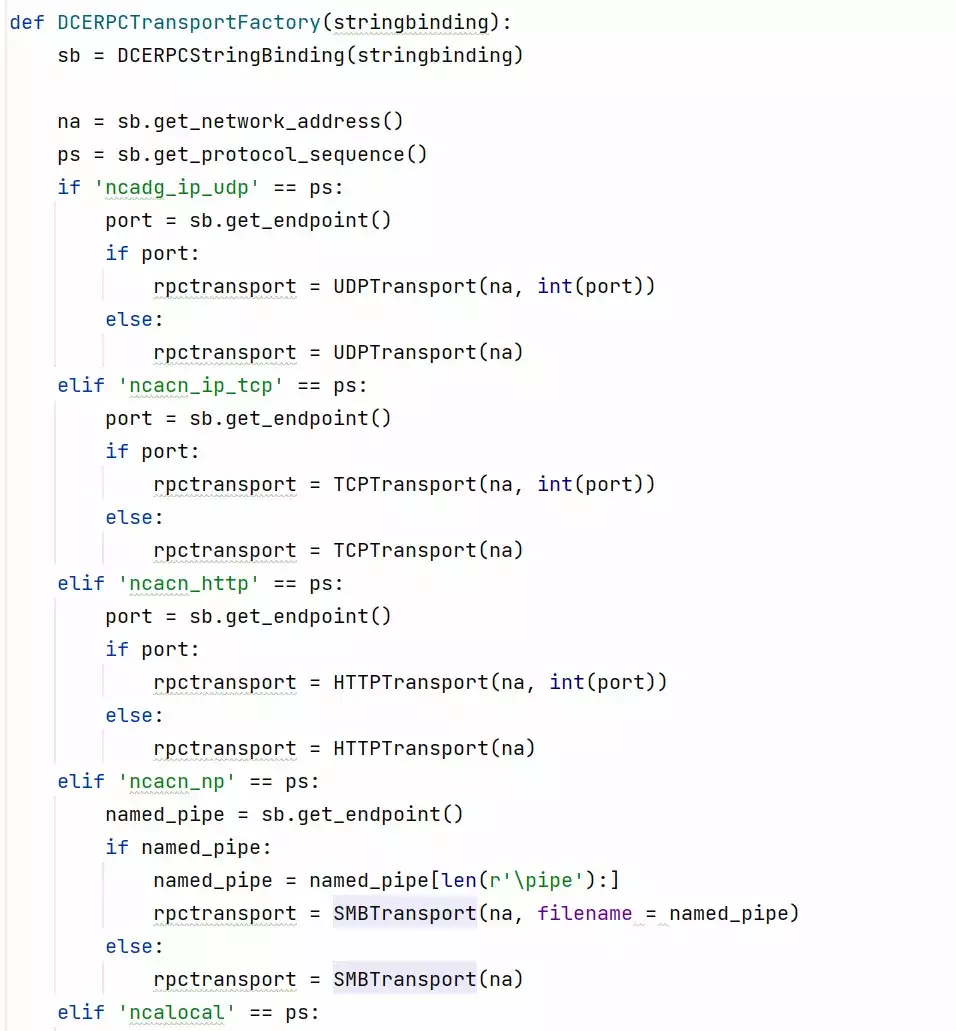 def DCERPCTransportFactory(stringbinding):
    sb = DCERPCStringBinding(stringbinding)

    na = sb.get_network_address()
    ps = sb.get_protocol_sequence()
    if 'ncadg_ip_udp' == ps:
        port = sb.get_endpoint()
        if port:
            rpctransport = UDPTransport(na, int(port))
        else:
            rpctransport = UDPTransport(na)
    elif 'ncacn_ip_tcp' == ps:
        port = sb.get_endpoint()
        if port:
            rpctransport = TCPTransport(na, int(port))
        else:
            rpctransport = TCPTransport(na)
    elif 'ncacn_http' == ps:
        port = sb.get_endpoint()
        if port:
            rpctransport = HTTPTransport(na, int(port))
        else:
            rpctransport = HTTPTransport(na)
    elif 'ncacn_np' == ps:
        named_pipe = sb.get_endpoint()
        if named_pipe:
            named_pipe = named_pipe[len(r'\pipe'):]
            rpctransport = SMBTransport(na, filename = named_pipe)
        else:
            rpctransport = SMBTransport(na)
    elif 'ncalocal' == ps: